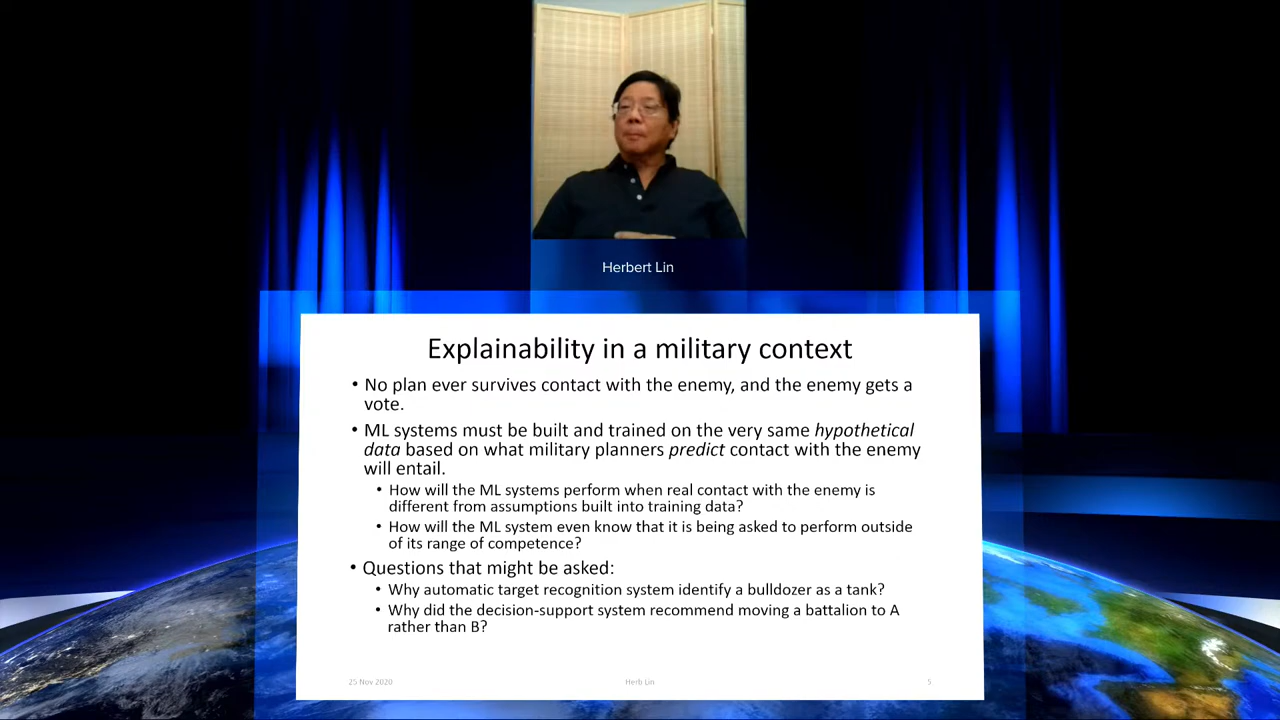 Herbert Lin
Explainability in a military context
• No plan ever survives contact with the enemy, and the enemy gets a
vote.
• ML systems must be built and trained on the very same hypothetical
data based on what military planners predict contact with the enemy
will entail.
• How will the ML systems perform when real contact with the enemy is
different from assumptions built into training data?
• How will the ML system even know that it is being asked to perform outside
of its range of competence?
• Questions that might be asked:
• Why automatic target recognition system identify a bulldozer as a tank?
• Why did the decision-support system recommend moving a battalion to A
rather than B?
25 Nov 2020
Herb Lin
5